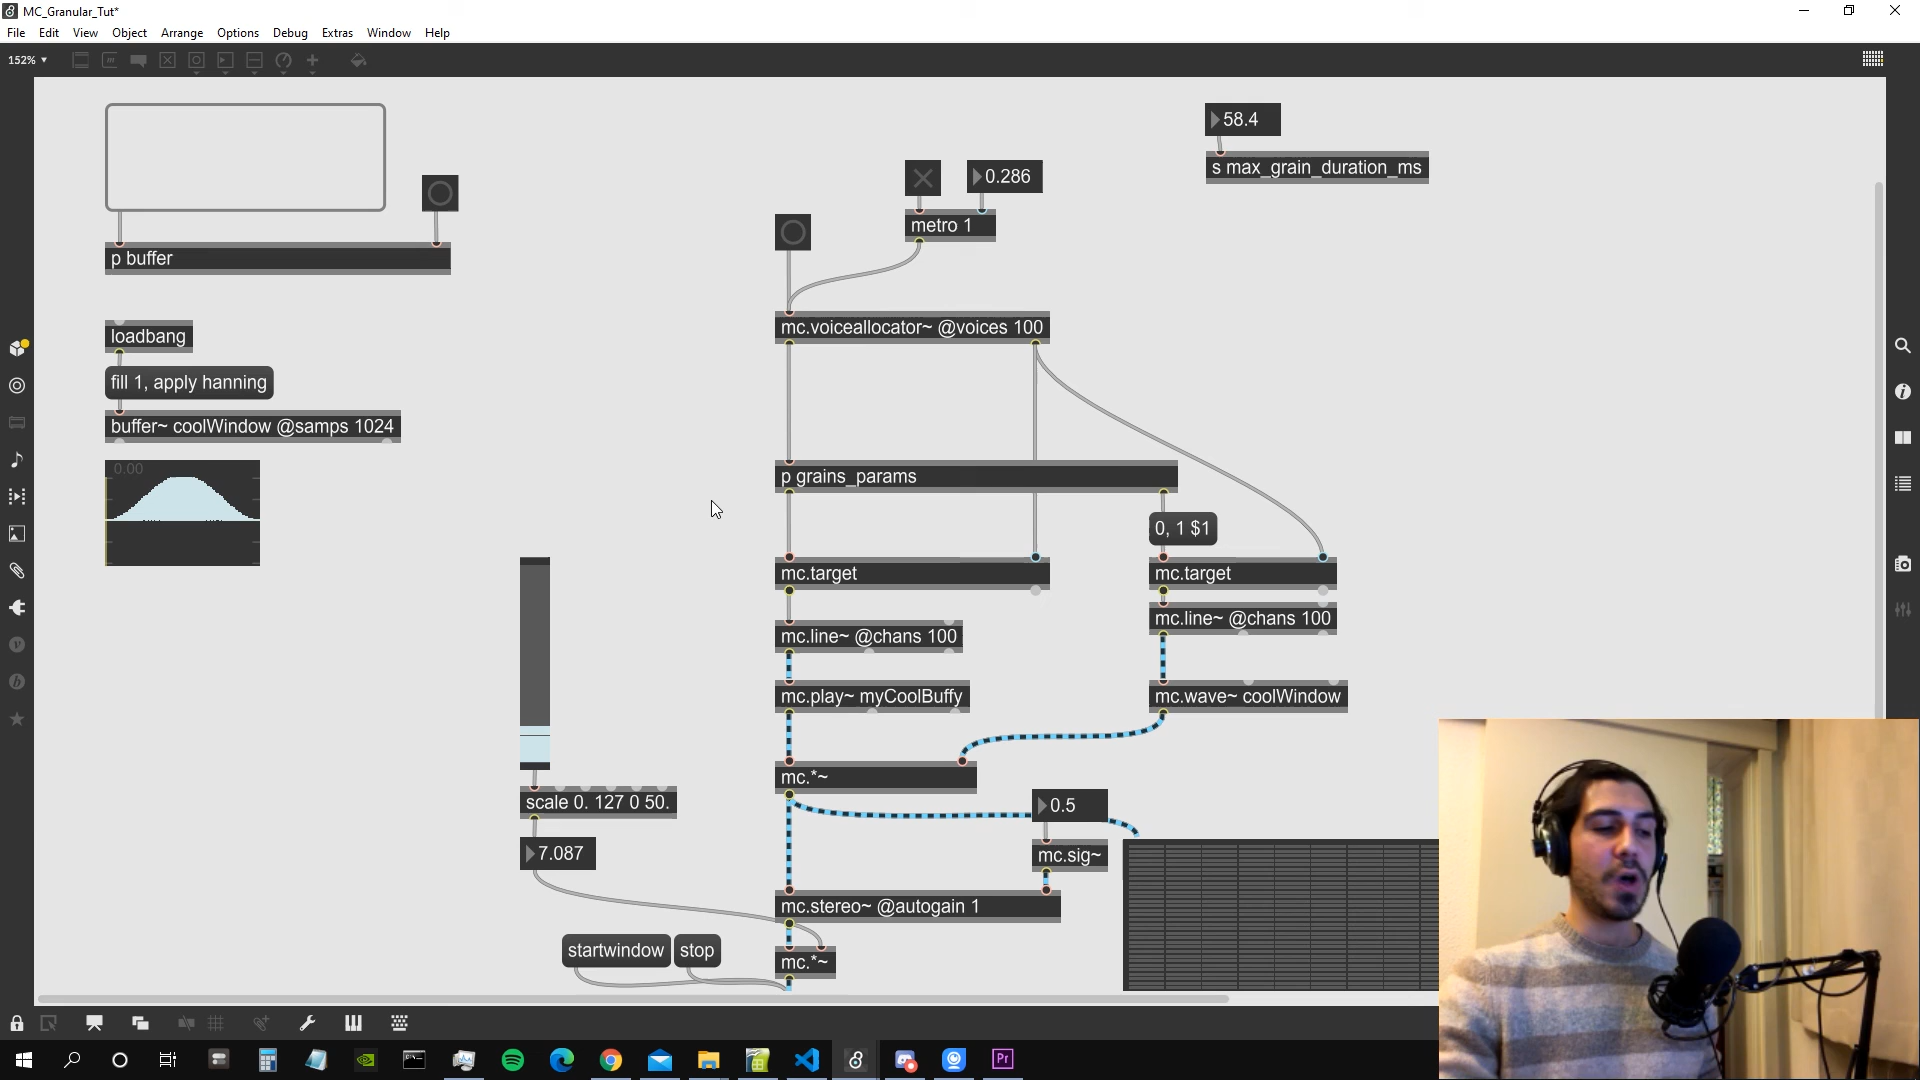 MC_Granular_Tut*
File Edit View Object Arrange Options Debug Extras Window Help
152%
58.4
s max_grain_duration_ms
0.286
metro 1
p buffer
mc.voiceallocator~ @voices 100
loadbang
fill 1, apply hanning
buffer~ coolWindow @samps 1024
0.00
p grains_params
0, 1 $1
mc.target
mc.target
mc.line~ @chans 100
mc.line~ @chans 100
mc.play~ myCoolBuffy
mc.wave~ coolWindow
mc.*~
scale 0. 127 0 50.
0.5
7.087
mc.sig~
mc.stereo~ @autogain 1
startwindow
stop
mc.*~
Pr